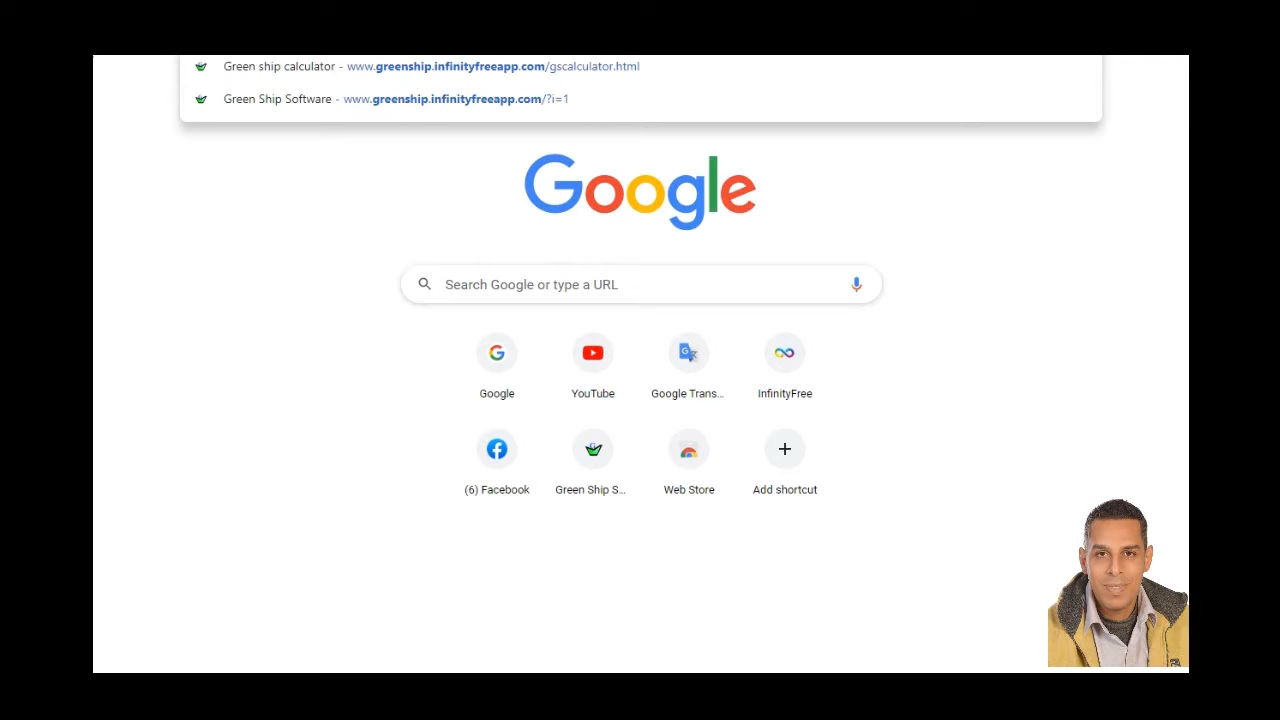 Green ship calculator - www.greenship.infinityfreeapp.com/gscalculator.html
Green Ship Software - www.greenship.infinityfreeapp.com/?i=1
Google
Search Google or type a URL
Google
YouTube
Google Trans...
InfinityFree
(6) Facebook
Green Ship S...
Web Store
Add shortcut